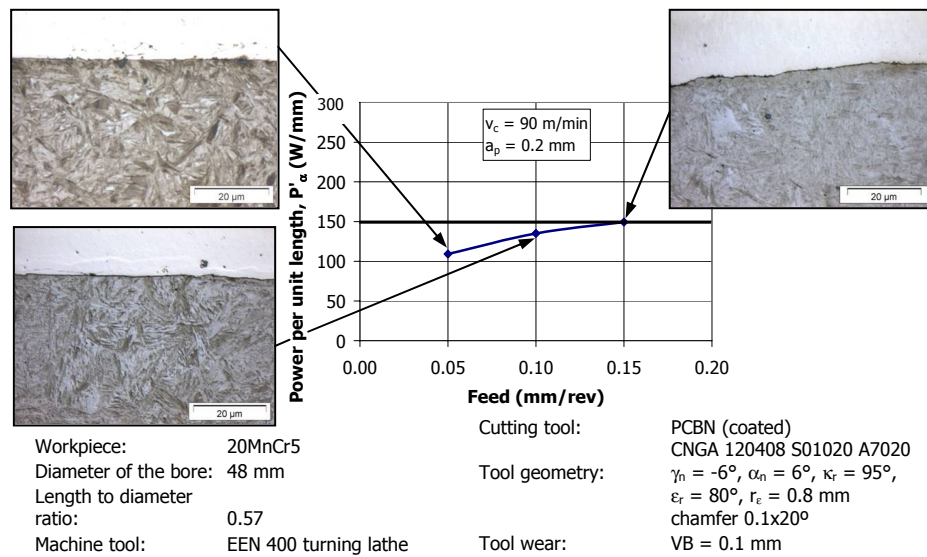 20 µm
20 µm
20 µm
Power per unit length, P'α (W/mm)
300
250
200
150
100
50
0
vc = 90 m/min
ap = 0.2 mm
0.00 0.05 0.10 0.15 0.20
Feed (mm/rev)
Workpiece: 20MnCr5
Diameter of the bore: 48 mm
Length to diameter
ratio: 0.57
Machine tool: EEN 400 turning lathe
Cutting tool: PCBN (coated)
CNGA 120408 S01020 A7020
Tool geometry: γn = -6°, αn = 6°, κr = 95°,
εr = 80°, rε = 0.8 mm
chamfer 0.1x20º
Tool wear: VB = 0.1 mm